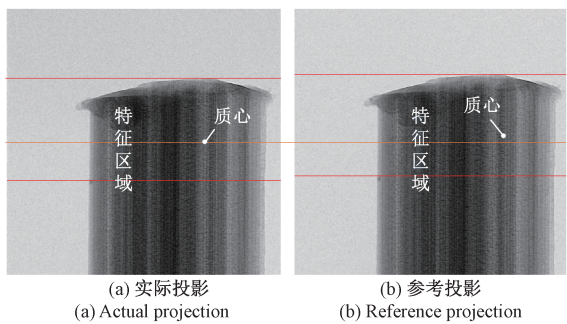 特征区域
质心
特征区域
质心
(a) 实际投影
(a) Actual projection
(b) 参考投影
(b) Reference projection